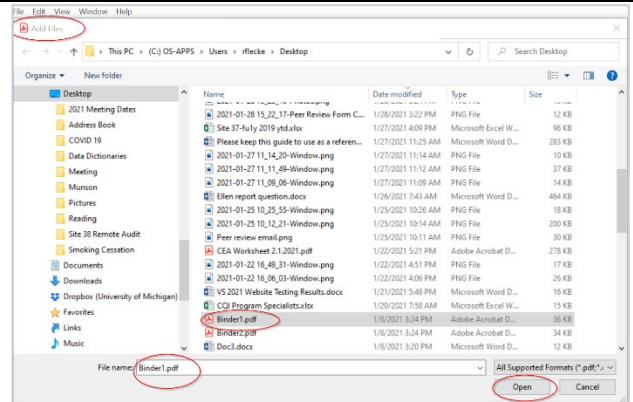 File Edit View Window Help
Add Files
This PC > (C:) OS-APPS > Users > rflecke > Desktop
Search Desktop
Organize New folder
Desktop
2021 Meeting Dates
Address Book
COVID 19
Data Dictionaries
Meeting
Munson
Pictures
Reading
Site 38 Remote Audit
Smoking Cessation
Documents
Downloads
Dropbox (University of Michigan)
Favorites
Links
Music
Name Date modified Type Size
2021-01-28 15_22_17-Peer Review Form C... 1/28/2021 3:22 PM PNG File 12 KB
Site 37-fu1y 2019 ytd.xlsx 1/27/2021 4:09 PM Microsoft Excel W... 96 KB
Please keep this guide to use as a referen... 1/27/2021 11:25 AM Microsoft Word D... 283 KB
2021-01-27 11_14_20-Window.png 1/27/2021 11:14 AM PNG File 10 KB
2021-01-27 11_11_49-Window.png 1/27/2021 11:12 AM PNG File 37 KB
2021-01-27 11_09_06-Window.png 1/27/2021 11:09 AM PNG File 14 KB
Ellen report question.docx 1/26/2021 7:43 AM Microsoft Word D... 464 KB
2021-01-25 10_25_55-Window.png 1/25/2021 10:26 AM PNG File 18 KB
2021-01-25 10_12_21-Window.png 1/25/2021 10:14 AM PNG File 200 KB
Peer review email.png 1/25/2021 10:11 AM PNG File 30 KB
CEA Worksheet 2.1.2021.pdf 1/22/2021 5:21 PM Adobe Acrobat D... 278 KB
2021-01-22 16_49_31-Window.png 1/22/2021 4:51 PM PNG File 17 KB
2021-01-22 16_06_03-Window.png 1/22/2021 4:06 PM PNG File 26 KB
VS 2021 Website Testing Results.docx 1/21/2021 5:46 PM Microsoft Word D... 16 KB
CQI Program Specialists.xlsx 1/20/2021 7:58 AM Microsoft Excel W... 15 KB
Binder1.pdf 1/8/2021 3:24 PM Adobe Acrobat D... 36 KB
Binder2.pdf 1/8/2021 3:24 PM Adobe Acrobat D... 34 KB
Doc3.docx 1/8/2021 3:20 PM Microsoft Word D... 12 KB
File name: Binder1.pdf
All Supported Formats (*.pdf;*.
Open Cancel